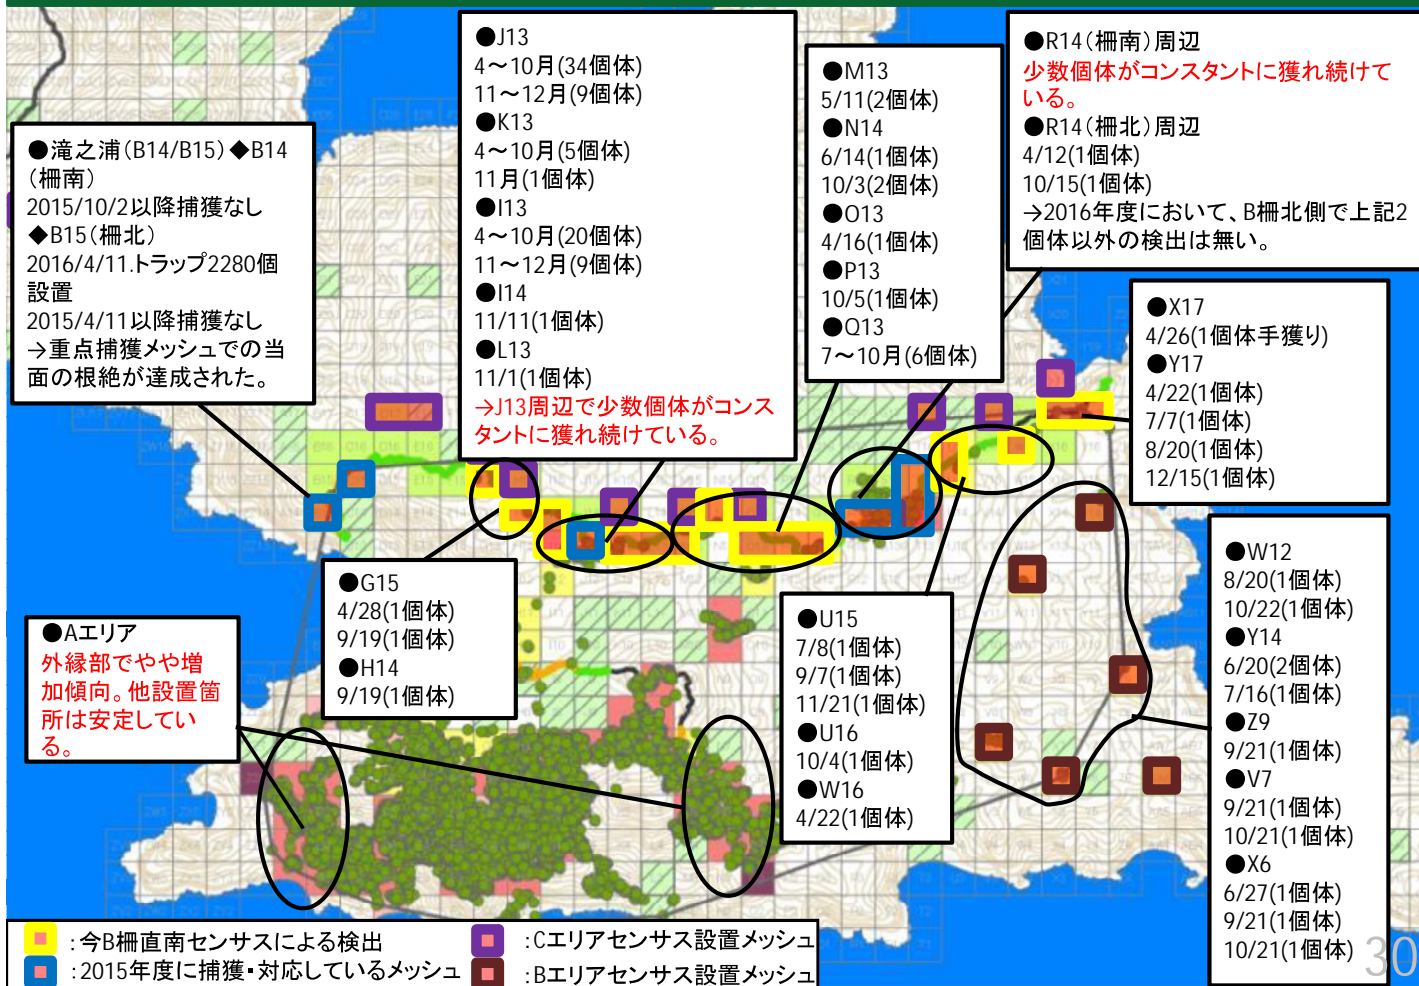 ●滝之浦(B14/B15)◆B14
(柵南)
2015/10/2以降捕獲なし
◆B15(柵北)
2016/4/11.トラップ2280個
設置
2015/4/11以降捕獲なし
→重点捕獲メッシュでの当
面の根絶が達成された。
●J13
4～10月(34個体)
11～12月(9個体)
●K13
4～10月(5個体)
11月(1個体)
●I13
4～10月(20個体)
11～12月(9個体)
●I14
11/11(1個体)
●L13
11/1(1個体)
→J13周辺で少数個体がコンス
タントに獲れ続けている。
●M13
5/11(2個体)
●N14
6/14(1個体)
10/3(2個体)
●O13
4/16(1個体)
●P13
10/5(1個体)
●Q13
7～10月(6個体)
●R14(柵南)周辺
少数個体がコンスタントに獲れ続けて
いる。
●R14(柵北)周辺
4/12(1個体)
10/15(1個体)
→2016年度において、B柵北側で上記2
個体以外の検出は無い。
●X17
4/26(1個体手獲り)
●Y17
4/22(1個体)
7/7(1個体)
8/20(1個体)
12/15(1個体)
●G15
4/28(1個体)
9/19(1個体)
●H14
9/19(1個体)
●Aエリア
外縁部でやや増
加傾向。他設置箇
所は安定してい
る。
●U15
7/8(1個体)
9/7(1個体)
11/21(1個体)
●U16
10/4(1個体)
●W16
4/22(1個体)
●W12
8/20(1個体)
10/22(1個体)
●Y14
6/20(2個体)
7/16(1個体)
●Z9
9/21(1個体)
●V7
9/21(1個体)
10/21(1個体)
●X6
6/27(1個体)
9/21(1個体)
10/21(1個体)
:今B柵直南センサスによる検出
:2015年度に捕獲・対応しているメッシュ
:Cエリアセンサス設置メッシュ
:Bエリアセンサス設置メッシュ
30